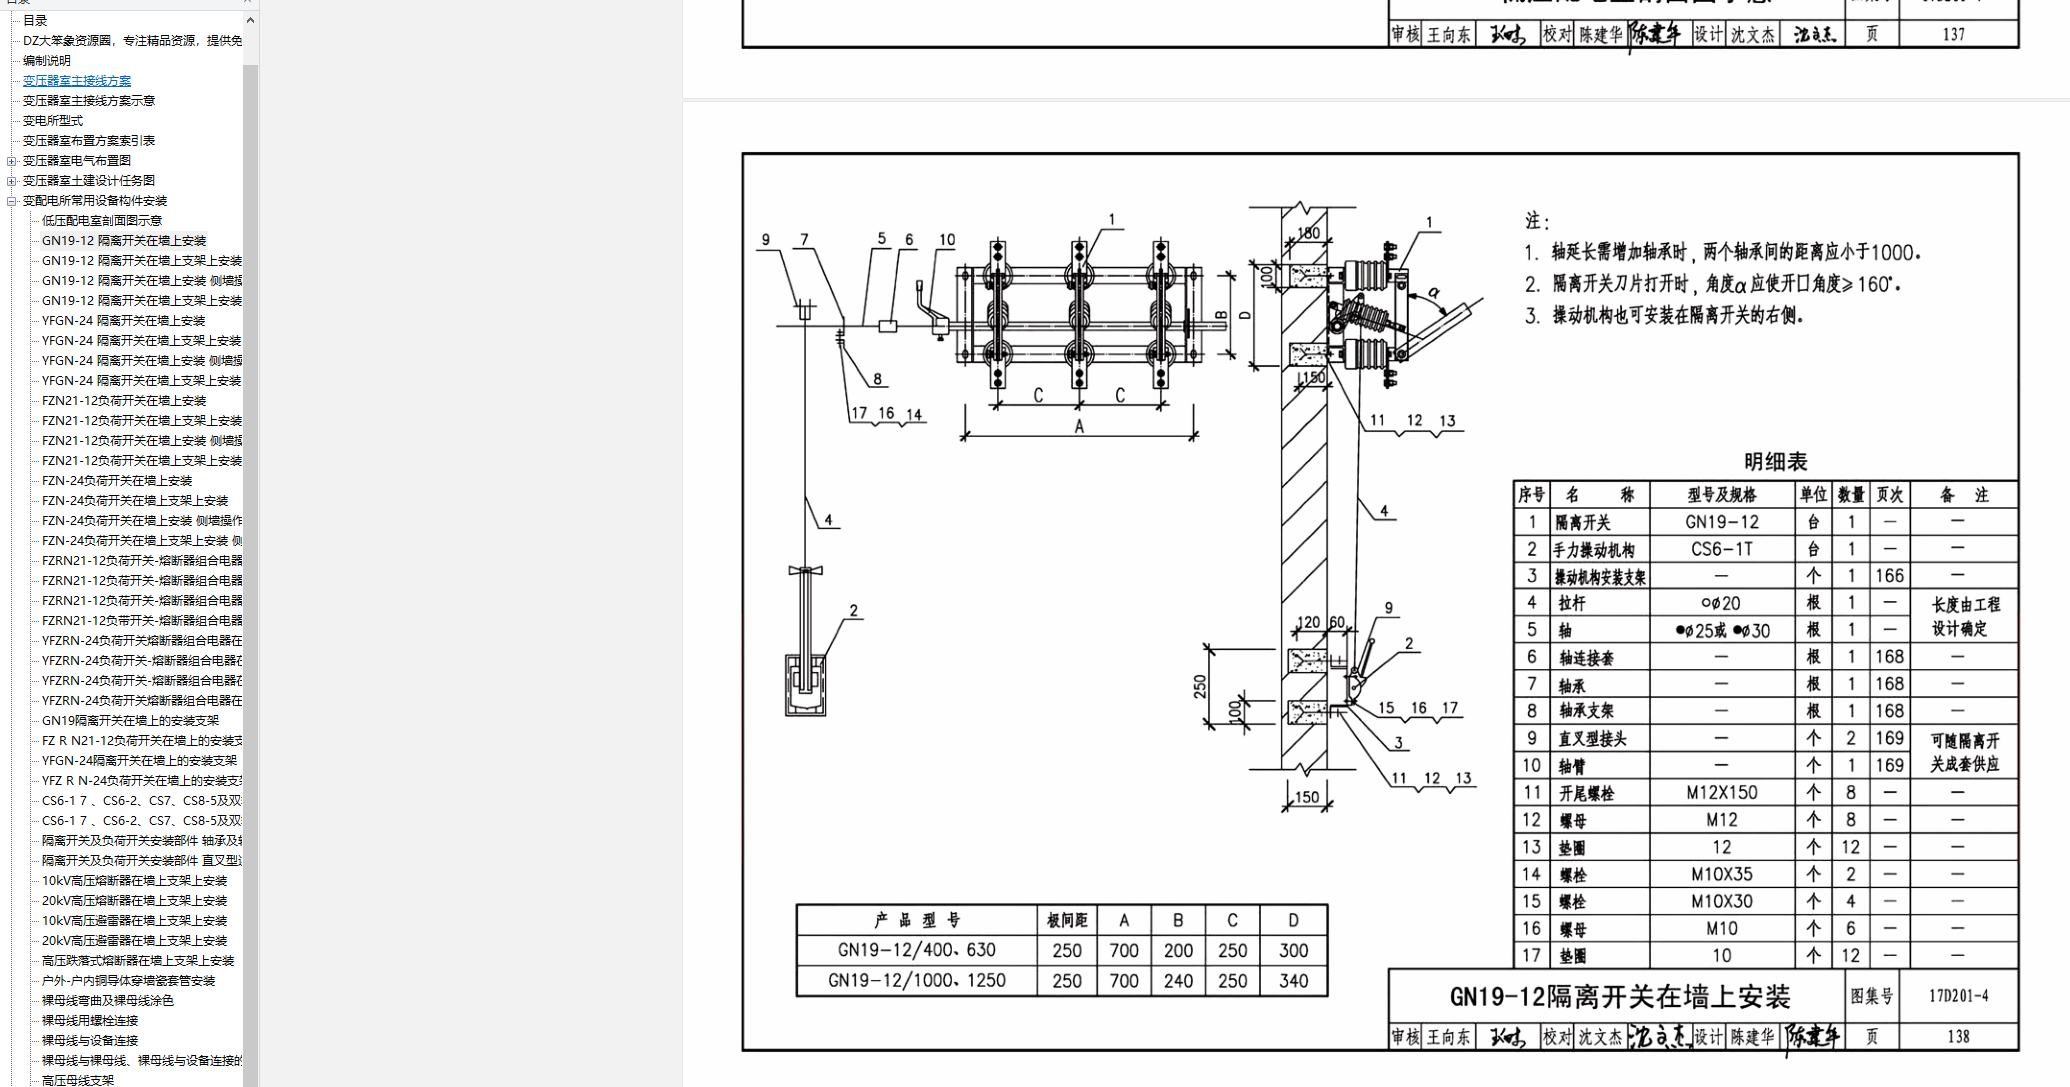 目录
DZ大笨象资源圈，专注精品资源，提供免
编制说明
变压器室主接线方案
变压器室主接线方案示意
变电所型式
变压器室布置方案索引表
变压器室电气布置图
变压器室土建设计任务图
变配电所常用设备构件安装
低压配电室剖面图示意
GN19-12 隔离开关在墙上安装
GN19-12 隔离开关在墙上支架上安装
GN19-12 隔离开关在墙上安装 侧墙操
GN19-12 隔离开关在墙上支架上安装
YFGN-24 隔离开关在墙上安装
YFGN-24 隔离开关在墙上支架上安装
YFGN-24 隔离开关在墙上安装 侧墙操
YFGN-24 隔离开关在墙上支架上安装
FZN21-12负荷开关在墙上安装
FZN21-12负荷开关在墙上支架上安装
FZN21-12负荷开关在墙上安装 侧墙操
FZN21-12负荷开关在墙上支架上安装
FZN-24负荷开关在墙上安装
FZN-24负荷开关在墙上支架上安装
FZN-24负荷开关在墙上安装 侧墙操作
FZN-24负荷开关在墙上支架上安装 侧
FZRN21-12负荷开关-熔断器组合电器
FZRN21-12负荷开关-熔断器组合电器
FZRN21-12负荷开关-熔断器组合电器
FZRN21-12负带开关-熔断器组合电器
YFZRN-24负荷开关熔断器组合电器在
YFZRN-24负荷开关-熔断器组合电器在
YFZRN-24负荷开关-熔断器组合电器在
YFZRN-24负荷开关熔断器组合电器在
GN19隔离开关在墙上的安装支架
FZ R N21-12负荷开关在墙上的安装支
YFGN-24隔离开关在墙上的安装支架
YFZ R N-24负荷开关在墙上的安装支架
CS6-1 7 、CS6-2、CS7、CS8-5及双
CS6-1 7 、CS6-2、CS7、CS8-5及双
隔离开关及负荷开关安装部件 轴承及轴
隔离开关及负荷开关安装部件 直叉型连
10kV高压熔断器在墙上支架上安装
20kV高压熔断器在墙上支架上安装
10kV高压避雷器在墙上支架上安装
20kV高压避雷器在墙上支架上安装
高压跌落式熔断器在墙上支架上安装
户外-户内铜导体穿墙瓷套管安装
裸母线弯曲及裸母线涂色
裸母线用螺栓连接
裸母线与设备连接
裸母线与裸母线、裸母线与设备连接的
高压母线支架
审核 王向东 校对 陈建华 陈建华 设计 沈文杰 沈文杰 页 137
9 7 5 6 10 1
8
17 16 14
B
C C
A
4
2
180
100
D
150
α
1
11 12 13
4
120 60
9
2
250
100
15 16 17
3
11 12 13
150
注：
1. 轴延长需增加轴承时，两个轴承间的距离应小于1000。
2. 隔离开关刀片打开时，角度α应使开口角度≥160°。
3. 操动机构也可安装在隔离开关的右侧。
明细表
序号 名 称 型号及规格 单位 数量 页次 备 注
1 隔离开关 GN19-12 台 1 — —
2 手力操动机构 CS6-1T 台 1 — —
3 操动机构安装支架 — 个 1 166 —
4 拉杆 ○ø20 根 1 — 长度由工程
5 轴 ●ø25或 ●ø30 根 1 — 设计确定
6 轴连接套 — 根 1 168 —
7 轴承 — 根 1 168 —
8 轴承支架 — 根 1 168 —
9 直叉型接头 — 个 2 169 可随隔离开
10 轴臂 — 个 1 169 关成套供应
11 开尾螺栓 M12X150 个 8 — —
12 螺母 M12 个 8 — —
13 垫圈 12 个 12 — —
14 螺栓 M10X35 个 2 — —
15 螺栓 M10X30 个 4 — —
16 螺母 M10 个 6 — —
17 垫圈 10 个 12 — —
产 品 型 号 极间距 A B C D
GN19-12/400、630 250 700 200 250 300
GN19-12/1000、1250 250 700 240 250 340
GN19-12隔离开关在墙上安装 图集号 17D201-4
审核 王向东 校对 沈文杰 沈文杰 设计 陈建华 陈建华 页 138